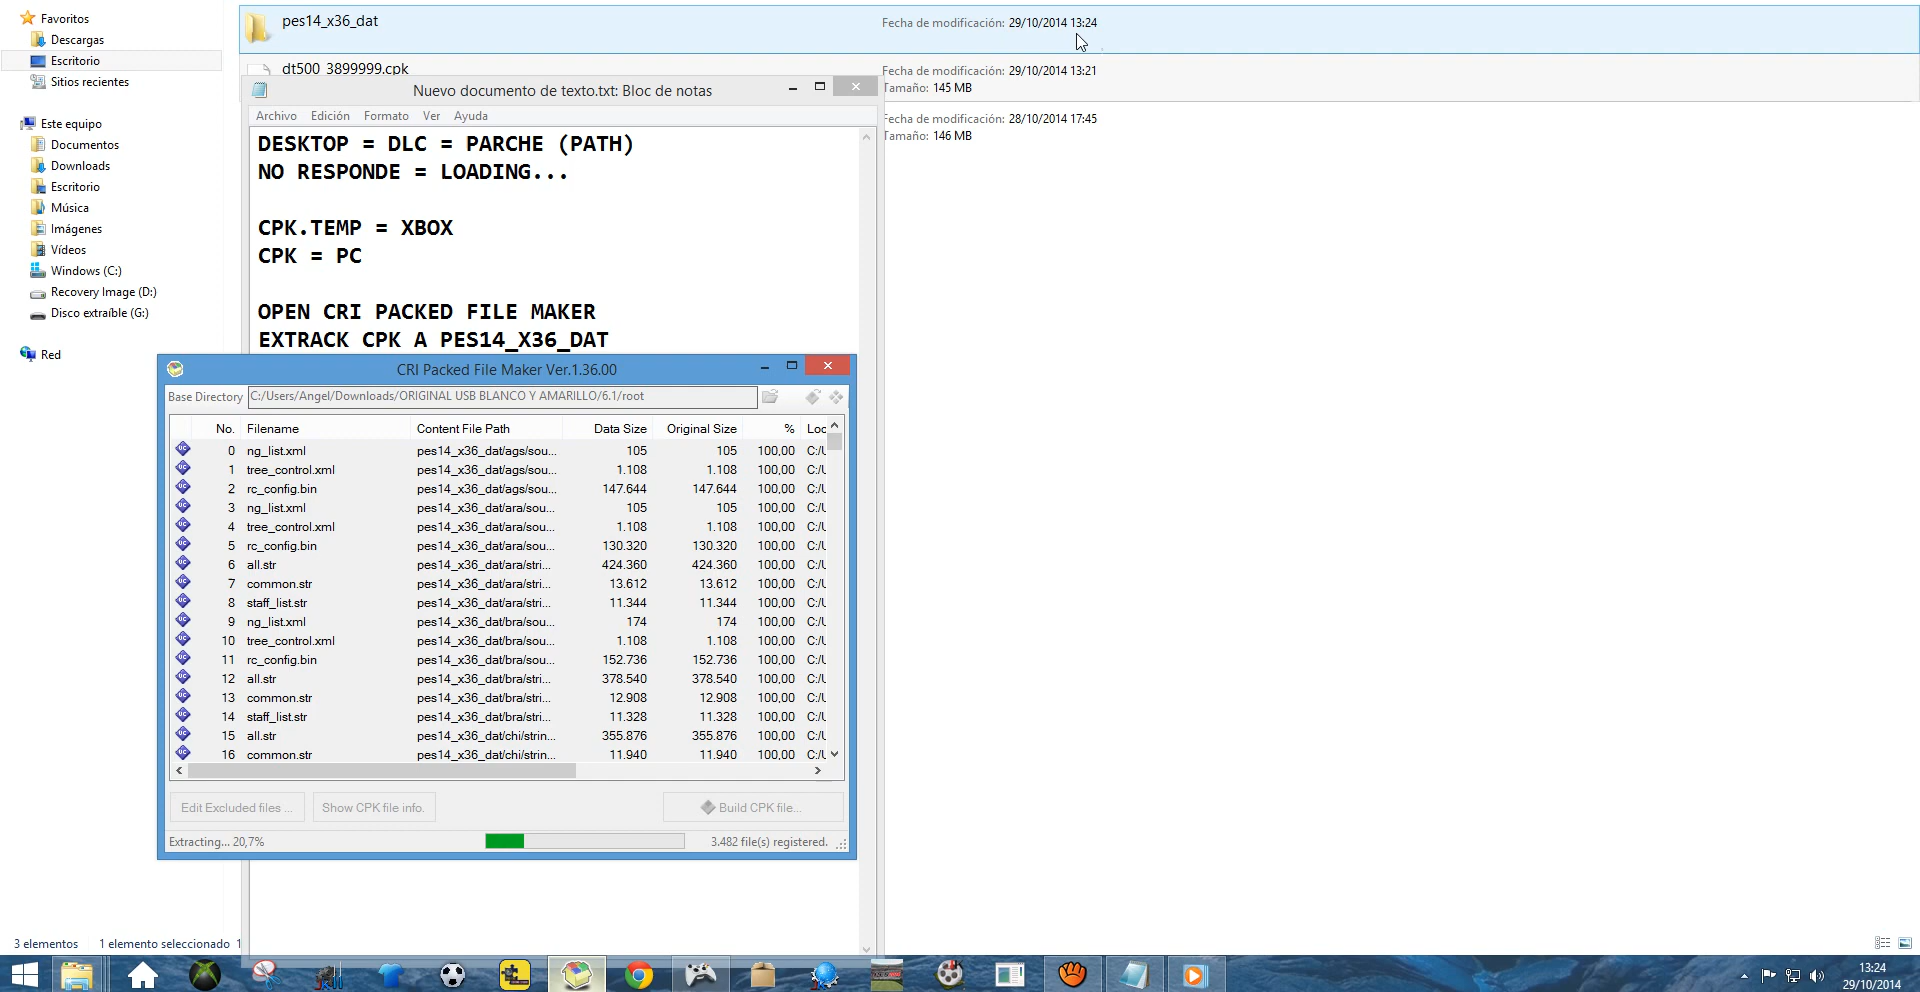 Favoritos
Descargas
Escritorio
Sitios recientes
Este equipo
Documentos
Downloads
Escritorio
Música
Imágenes
Vídeos
Windows (C:)
Recovery Image (D:)
Disco extraíble (G:)
Red
pes14_x36_dat
Fecha de modificación: 29/10/2014 13:24
dt500_3899999.cpk
Fecha de modificación: 29/10/2014 13:21
Tamaño: 145 MB
Fecha de modificación: 28/10/2014 17:45
Tamaño: 146 MB
Nuevo documento de texto.txt: Bloc de notas
Archivo Edición Formato Ver Ayuda
DESKTOP = DLC = PARCHE (PATH)
NO RESPONDE = LOADING...
CPK.TEMP = XBOX
CPK = PC
OPEN CRI PACKED FILE MAKER
EXTRACK CPK A PES14_X36_DAT
CRI Packed File Maker Ver.1.36.00
Base Directory C:/Users/Angel/Downloads/ORIGINAL USB BLANCO Y AMARILLO/6.1/root
No. Filename Content File Path Data Size Original Size % Loc
0 ng_list.xml pes14_x36_dat/ags/sou... 105 105 100,00 C:/U
1 tree_control.xml pes14_x36_dat/ags/sou... 1.108 1.108 100,00 C:/U
2 rc_config.bin pes14_x36_dat/ags/sou... 147.644 147.644 100,00 C:/U
3 ng_list.xml pes14_x36_dat/ara/sou... 105 105 100,00 C:/U
4 tree_control.xml pes14_x36_dat/ara/sou... 1.108 1.108 100,00 C:/U
5 rc_config.bin pes14_x36_dat/ara/sou... 130.320 130.320 100,00 C:/U
6 all.str pes14_x36_dat/ara/stri... 424.360 424.360 100,00 C:/U
7 common.str pes14_x36_dat/ara/stri... 13.612 13.612 100,00 C:/U
8 staff_list.str pes14_x36_dat/ara/stri... 11.344 11.344 100,00 C:/U
9 ng_list.xml pes14_x36_dat/bra/sou... 174 174 100,00 C:/U
10 tree_control.xml pes14_x36_dat/bra/sou... 1.108 1.108 100,00 C:/U
11 rc_config.bin pes14_x36_dat/bra/sou... 152.736 152.736 100,00 C:/U
12 all.str pes14_x36_dat/bra/stri... 378.540 378.540 100,00 C:/U
13 common.str pes14_x36_dat/bra/stri... 12.908 12.908 100,00 C:/U
14 staff_list.str pes14_x36_dat/bra/stri... 11.328 11.328 100,00 C:/U
15 all.str pes14_x36_dat/chi/strin... 355.876 355.876 100,00 C:/U
16 common.str pes14_x36_dat/chi/strin... 11.940 11.940 100,00 C:/U
Edit Excluded files ... Show CPK file info. Build CPK file...
Extracting... 20,7% 3.482 file(s) registered.
3 elementos 1 elemento seleccionado 1
13:24
29/10/2014